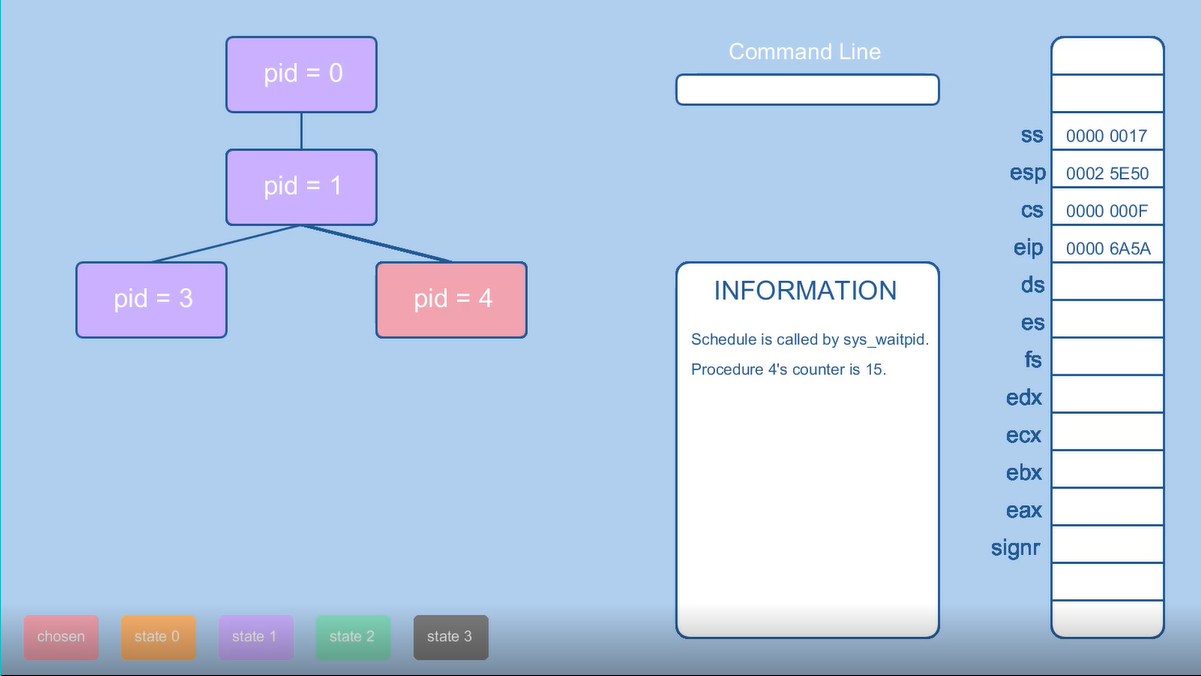 pid = 0
pid = 1
pid = 3
pid = 4
Command Line
INFORMATION
Schedule is called by sys_waitpid.
Procedure 4's counter is 15.
ss 0000 0017
esp 0002 5E50
cs 0000 000F
eip 0000 6A5A
ds
es
fs
edx
ecx
ebx
eax
signr
chosen
state 0
state 1
state 2
state 3